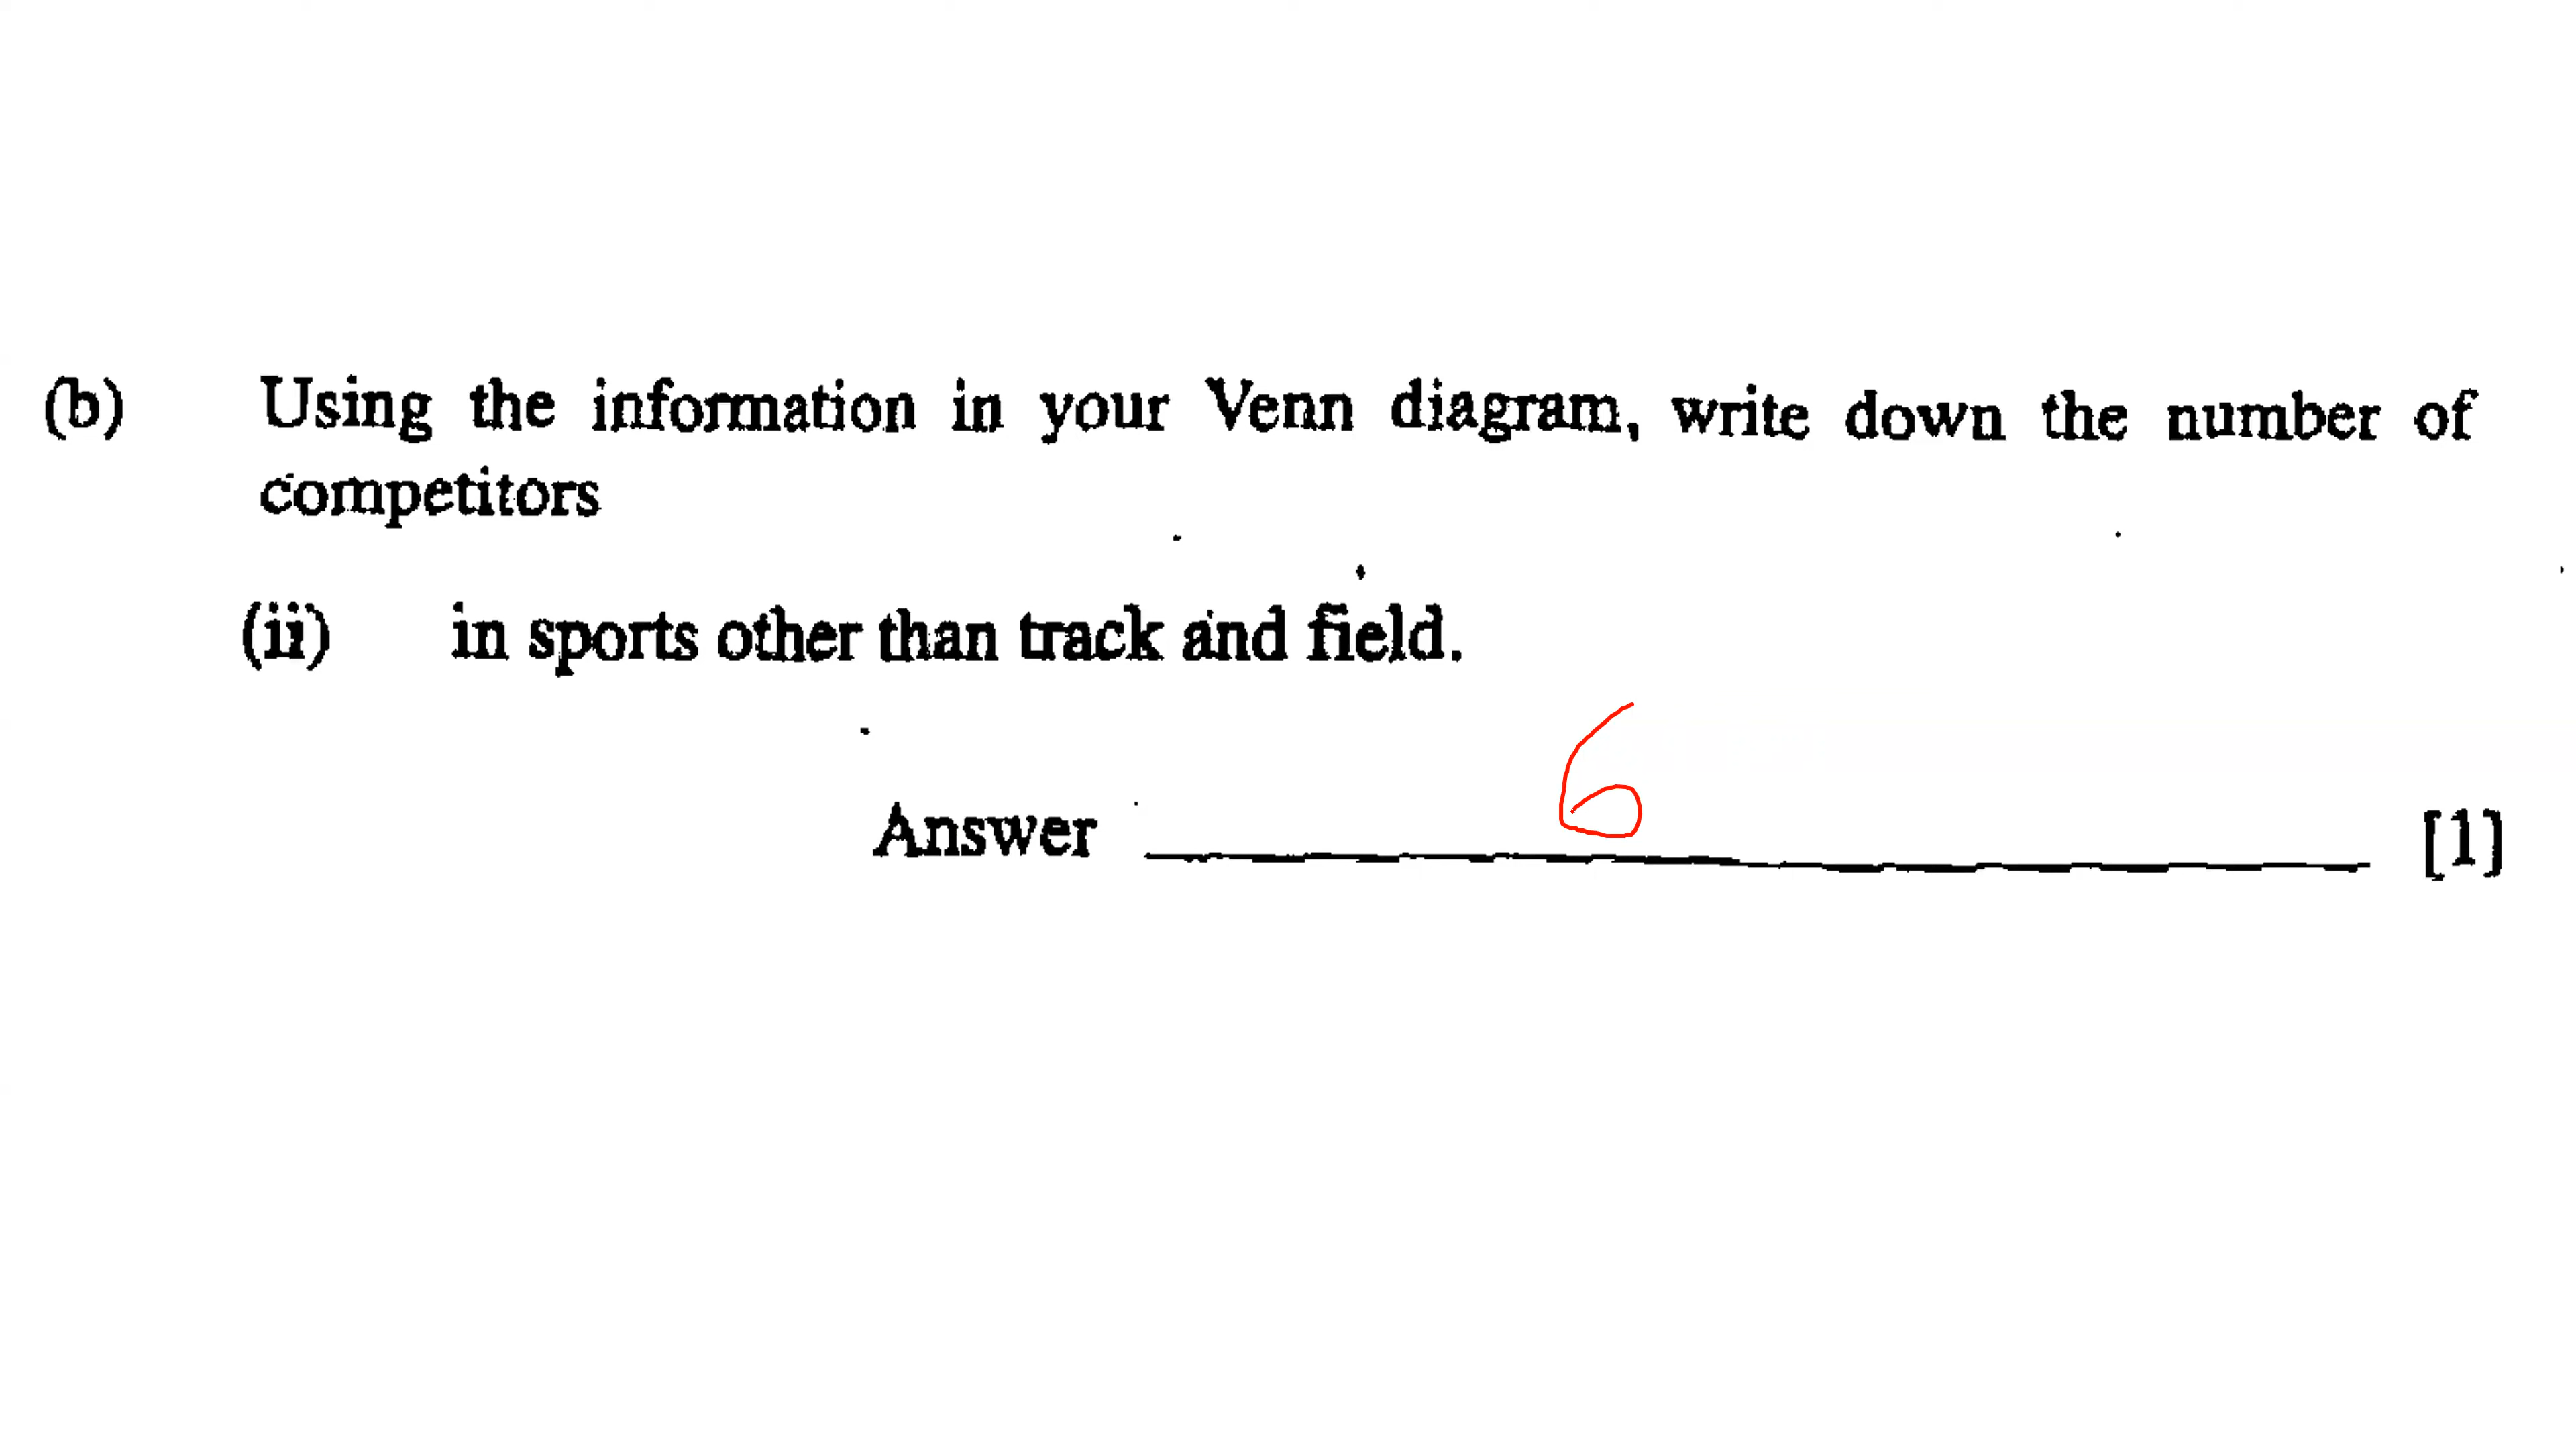 (b) Using the information in your Venn diagram, write down the number of
competitors
(ii) in sports other than track and field.
6
Answer ____________________ [1]